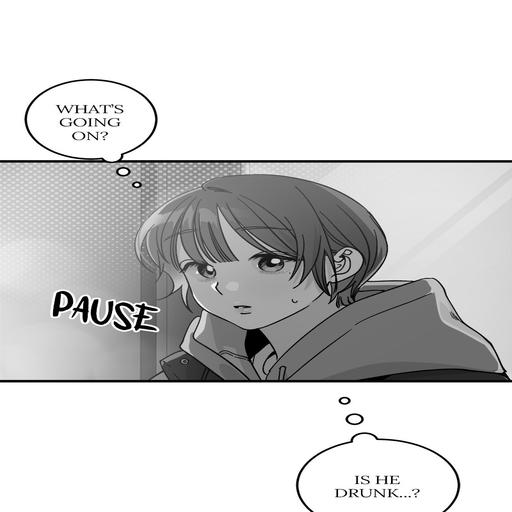 WHAT'S
GOING
ON?
PAUSE
IS HE
DRUNK...?